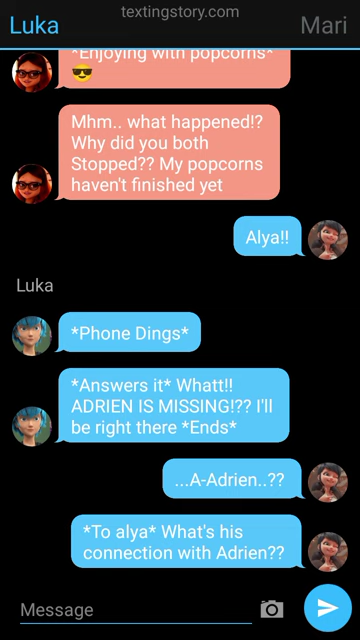 textingstory.com
Luka
Mari
*Enjoying with popcorns*
😎
Mhm.. what happened!?
Why did you both
Stopped?? My popcorns
haven't finished yet
Alya!!
Luka
*Phone Dings*
*Answers it* Whatt!!
ADRIEN IS MISSING!?? I'll
be right there *Ends*
...A-Adrien..??
*To alya* What's his
connection with Adrien??
Message